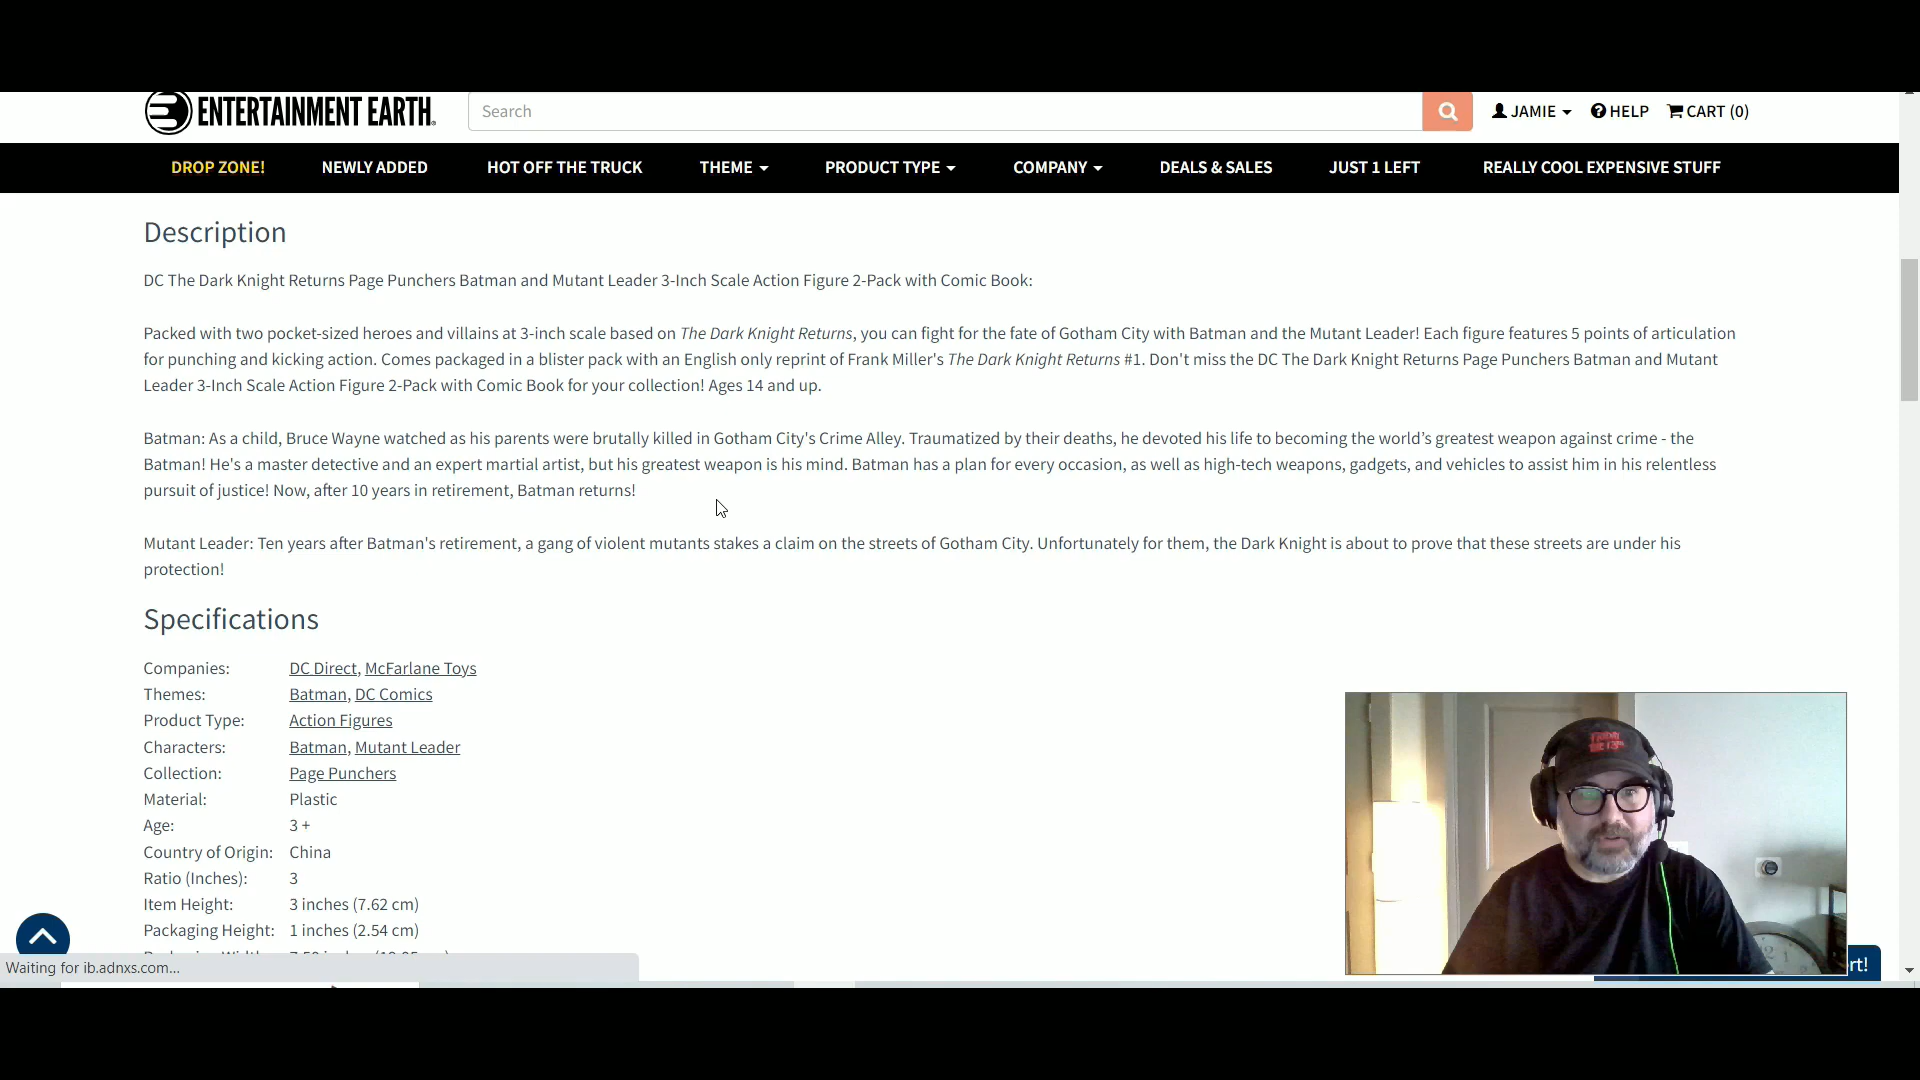 ENTERTAINMENT EARTH
Search
JAMIE
HELP
CART (0)
DROP ZONE!
NEWLY ADDED
HOT OFF THE TRUCK
THEME
PRODUCT TYPE
COMPANY
DEALS & SALES
JUST 1 LEFT
REALLY COOL EXPENSIVE STUFF
Description
DC The Dark Knight Returns Page Punchers Batman and Mutant Leader 3-Inch Scale Action Figure 2-Pack with Comic Book:
Packed with two pocket-sized heroes and villains at 3-inch scale based on The Dark Knight Returns, you can fight for the fate of Gotham City with Batman and the Mutant Leader! Each figure features 5 points of articulation
for punching and kicking action. Comes packaged in a blister pack with an English only reprint of Frank Miller's The Dark Knight Returns #1. Don't miss the DC The Dark Knight Returns Page Punchers Batman and Mutant
Leader 3-Inch Scale Action Figure 2-Pack with Comic Book for your collection! Ages 14 and up.
Batman: As a child, Bruce Wayne watched as his parents were brutally killed in Gotham City's Crime Alley. Traumatized by their deaths, he devoted his life to becoming the world’s greatest weapon against crime - the
Batman! He's a master detective and an expert martial artist, but his greatest weapon is his mind. Batman has a plan for every occasion, as well as high-tech weapons, gadgets, and vehicles to assist him in his relentless
pursuit of justice! Now, after 10 years in retirement, Batman returns!
Mutant Leader: Ten years after Batman's retirement, a gang of violent mutants stakes a claim on the streets of Gotham City. Unfortunately for them, the Dark Knight is about to prove that these streets are under his
protection!
Specifications
Companies: DC Direct, McFarlane Toys
Themes: Batman, DC Comics
Product Type: Action Figures
Characters: Batman, Mutant Leader
Collection: Page Punchers
Material: Plastic
Age: 3 +
Country of Origin: China
Ratio (Inches): 3
Item Height: 3 inches (7.62 cm)
Packaging Height: 1 inches (2.54 cm)
Waiting for ib.adnxs.com...
rt!